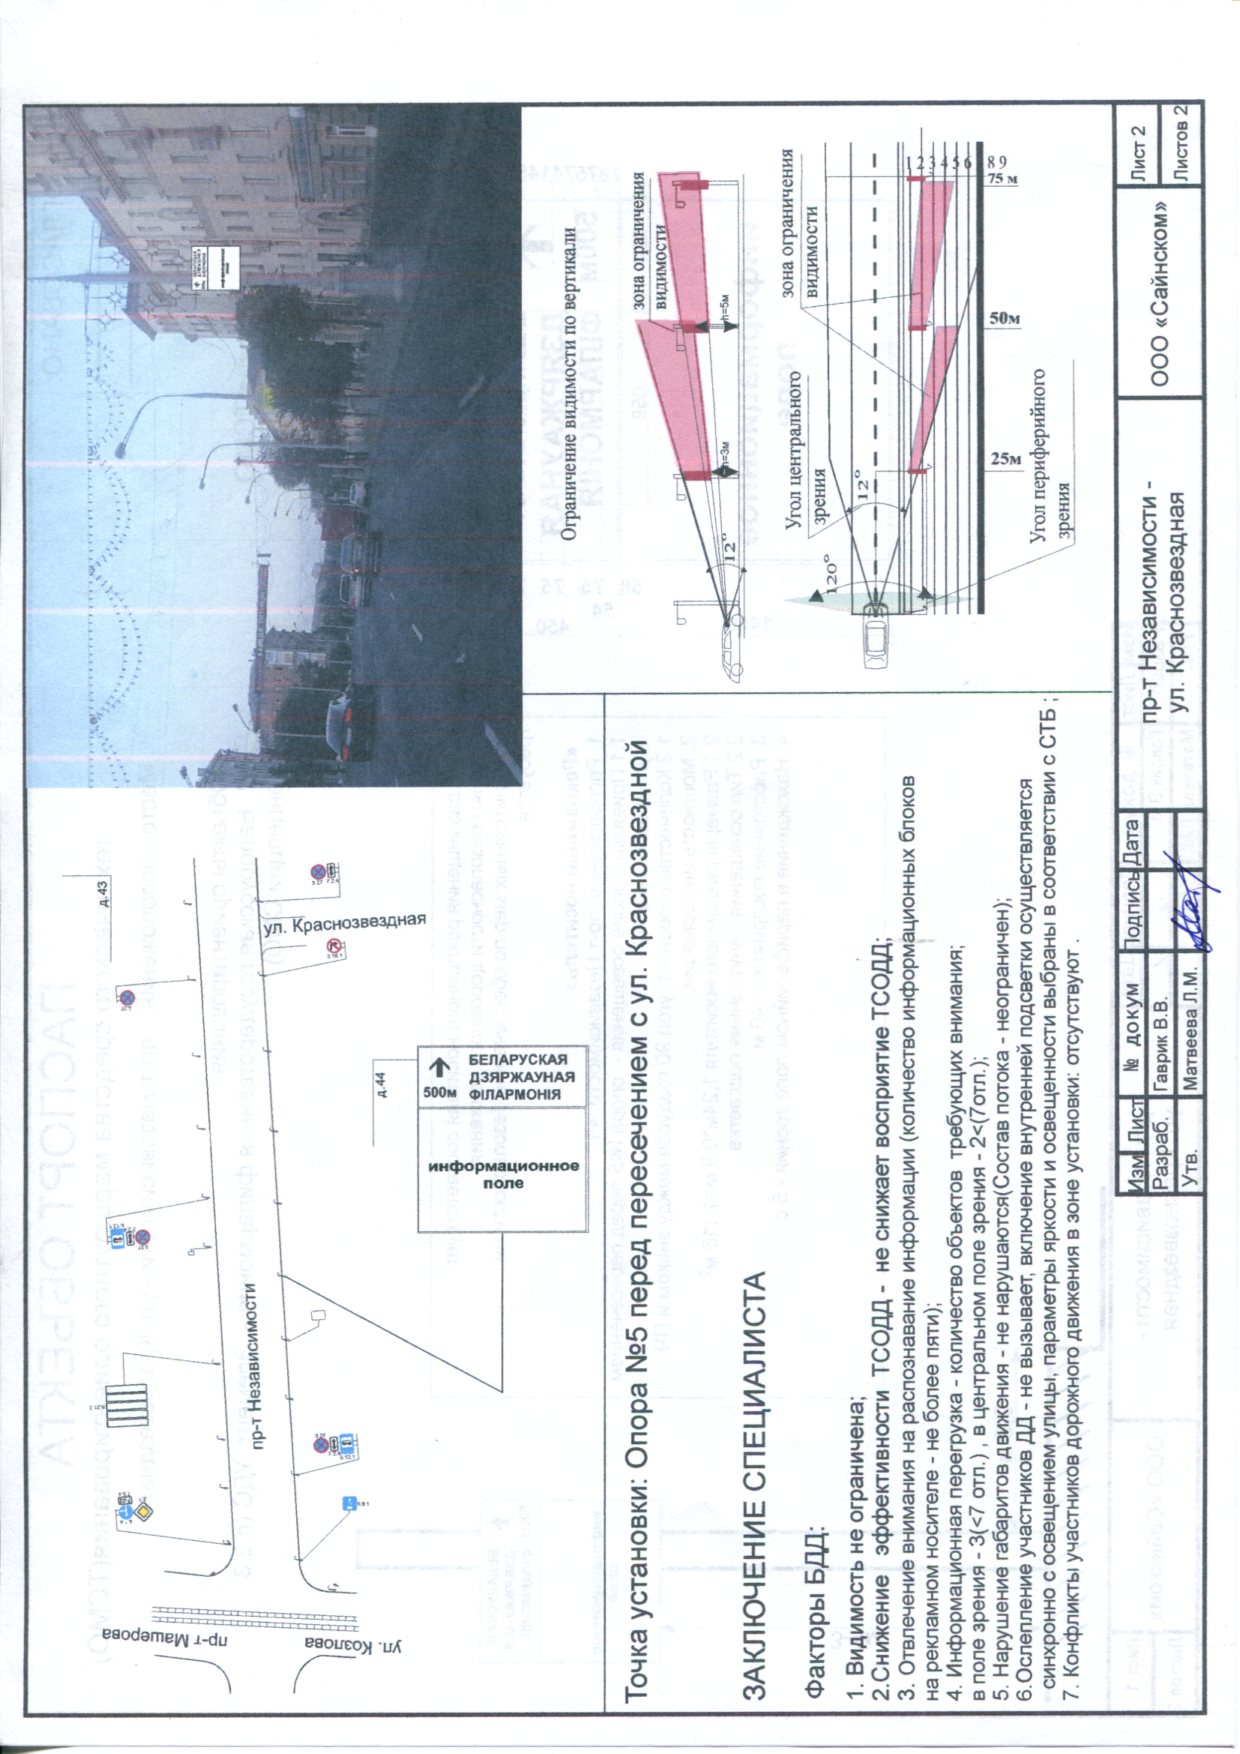 пр-т Машерова
ул. Козлова
пр-т Независимости
ул. Краснозвездная
д.43
д.44
500м
БЕЛАРУСКАЯ
ДЗЯРЖАУНАЯ
ФІЛАРМОНІЯ
информационное
поле
Ограничение видимости по вертикали
зона ограничения
видимости
12°
h=3м
h=5м
Угол центрального
зрения
зона ограничения
видимости
120°
12°
1 2 3 4 5 6 8 9
25м
50м
75 м
Угол периферийного
зрения
Точка установки: Опора №5 перед пересечением с ул. Краснозвездной
ЗАКЛЮЧЕНИЕ СПЕЦИАЛИСТА
Факторы БДД:
1. Видимость не ограничена;
2.Снижение эффективности ТСОДД - не снижает восприятие ТСОДД;
3. Отвлечение внимания на распознавание информации (количество информационных блоков
на рекламном носителе - не более пяти);
4. Информационная перегрузка - количество объектов требующих внимания:
в поле зрения - 3(<7 отл.) , в центральном поле зрения - 2<(7отл.);
5. Нарушение габаритов движения - не нарушаются(Состав потока - неограничен);
6.Ослепление участников ДД - не вызывает, включение внутренней подсветки осуществляется
синхронно с освещением улицы, параметры яркости и освещенности выбраны в соответствии с СТБ ;
7. Конфликты участников дорожного движения в зоне установки: отсутствуют .
Изм Лист № докум Подпись Дата
Разраб. Гаврик В.В.
Утв. Матвеева Л.М.
пр-т Независимости -
ул. Краснозвездная
ООО «Сайнском»
Лист 2
Листов 2